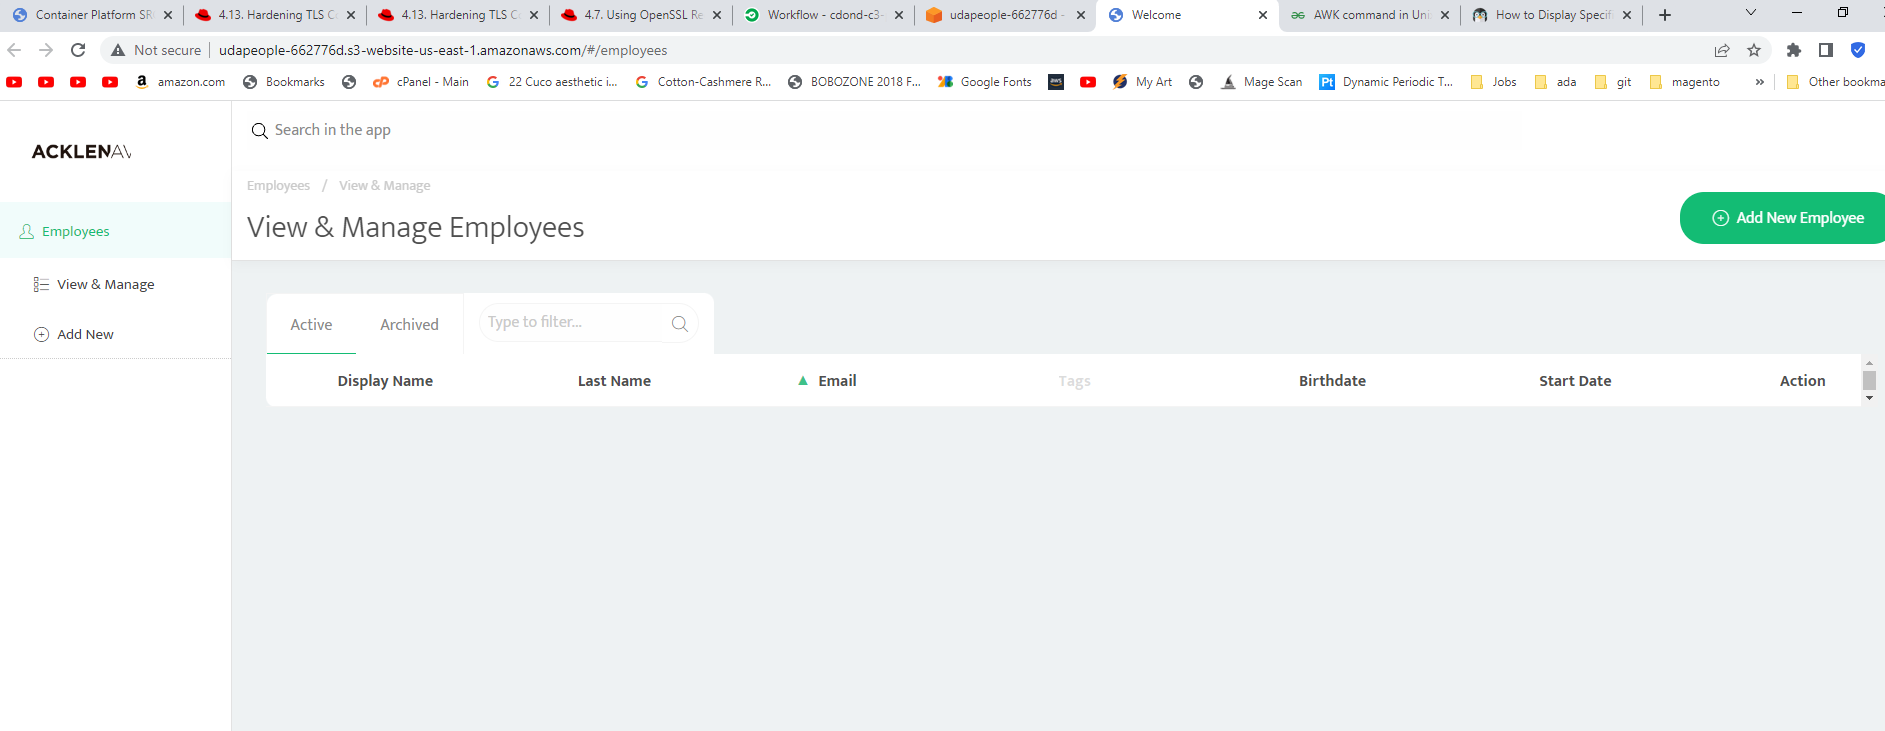 Container Platform SR
4.13. Hardening TLS C
4.13. Hardening TLS C
4.7. Using OpenSSL Re
Workflow - cdond-c3-
udapeople-662776d -
Welcome
AWK command in Uni
How to Display Specif
Not secure | udapeople-662776d.s3-website-us-east-1.amazonaws.com/#/employees
amazon.com Bookmarks cPanel - Main 22 Cuco aesthetic i... Cotton-Cashmere R... BOBOZONE 2018 F... Google Fonts aws My Art Mage Scan Pt Dynamic Periodic T... Jobs ada git magento » Other bookma
ACKLENAV
Search in the app
Employees / View & Manage
View & Manage Employees
Add New Employee
Employees
View & Manage
Add New
Active Archived Type to filter...
Display Name Last Name Email Tags Birthdate Start Date Action